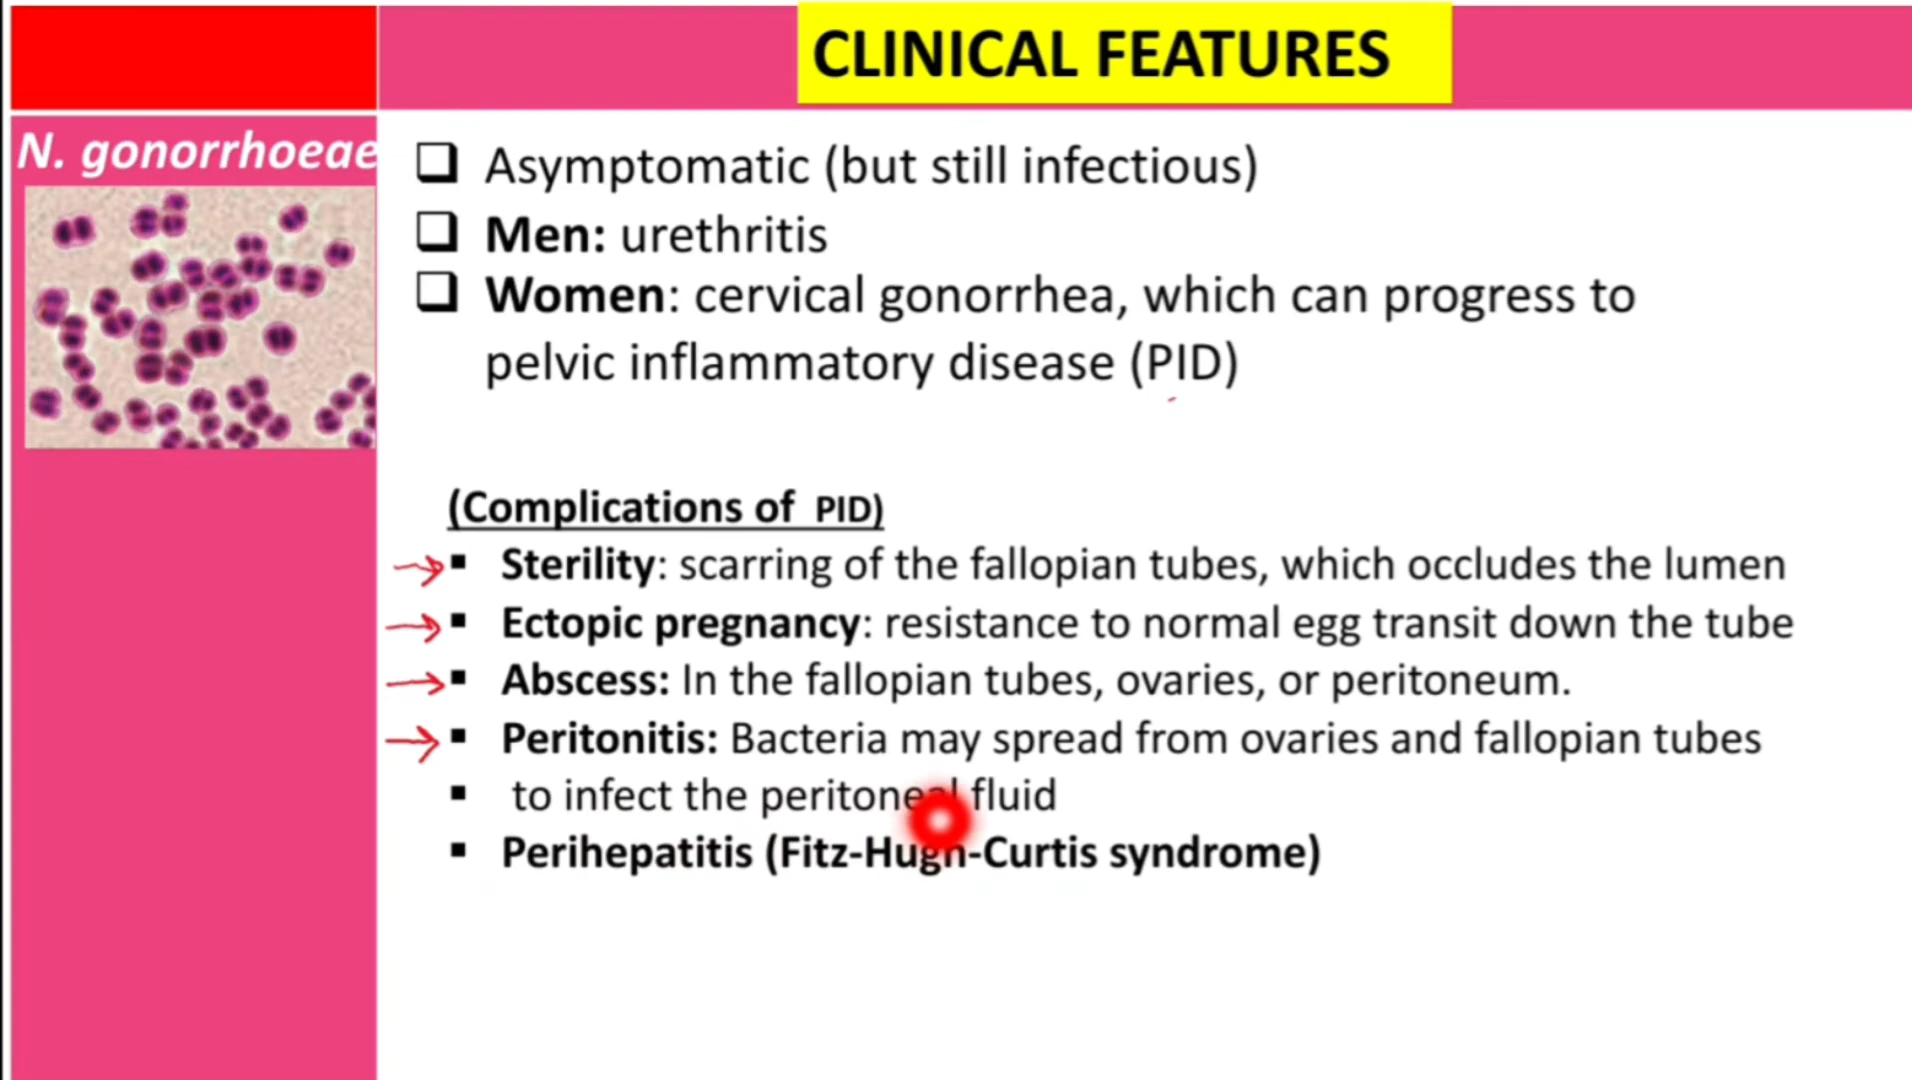 CLINICAL FEATURES
N. gonorrhoeae
❑ Asymptomatic (but still infectious)
❑ Men: urethritis
❑ Women: cervical gonorrhea, which can progress to
pelvic inflammatory disease (PID)
(Complications of PID)
▪ Sterility: scarring of the fallopian tubes, which occludes the lumen
▪ Ectopic pregnancy: resistance to normal egg transit down the tube
▪ Abscess: In the fallopian tubes, ovaries, or peritoneum.
▪ Peritonitis: Bacteria may spread from ovaries and fallopian tubes
▪ to infect the peritoneal fluid
▪ Perihepatitis (Fitz-Hugh-Curtis syndrome)